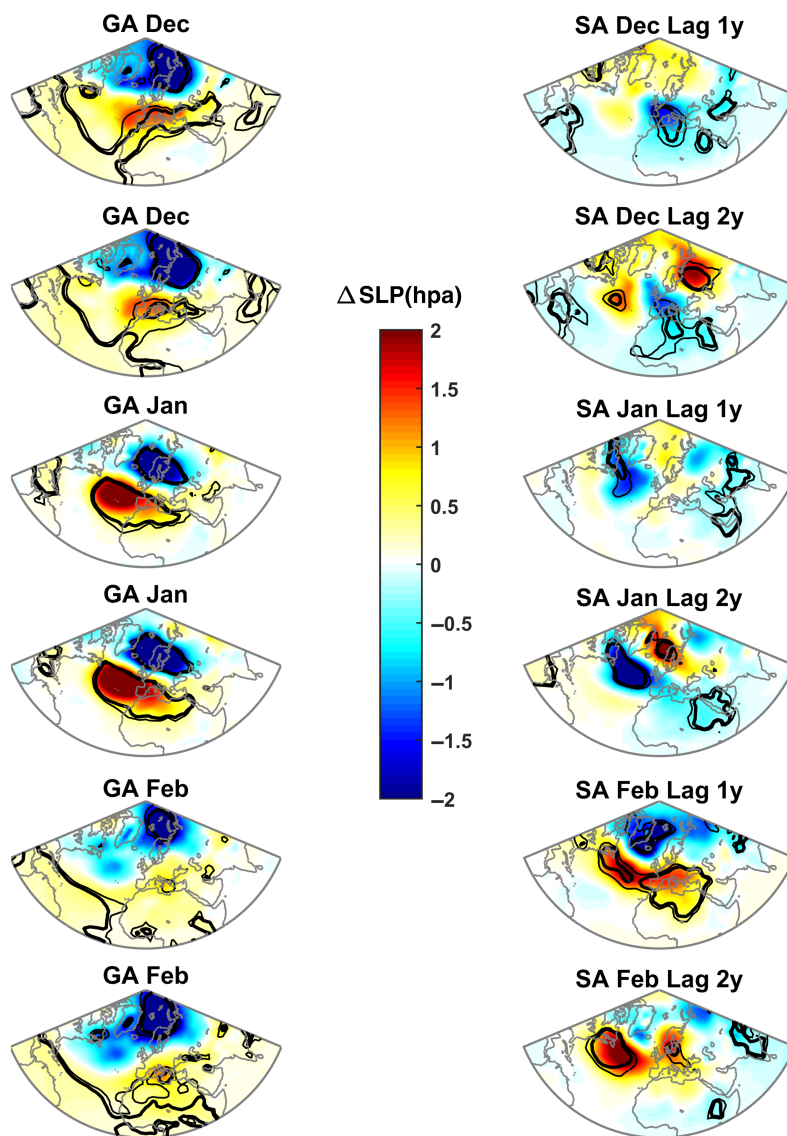 GA Dec
SA Dec Lag 1y
GA Dec
SA Dec Lag 2y
Δ SLP(hpa)
2
1.5
1
0.5
0
−0.5
−1
−1.5
−2
GA Jan
SA Jan Lag 1y
GA Jan
SA Jan Lag 2y
GA Feb
SA Feb Lag 1y
GA Feb
SA Feb Lag 2y